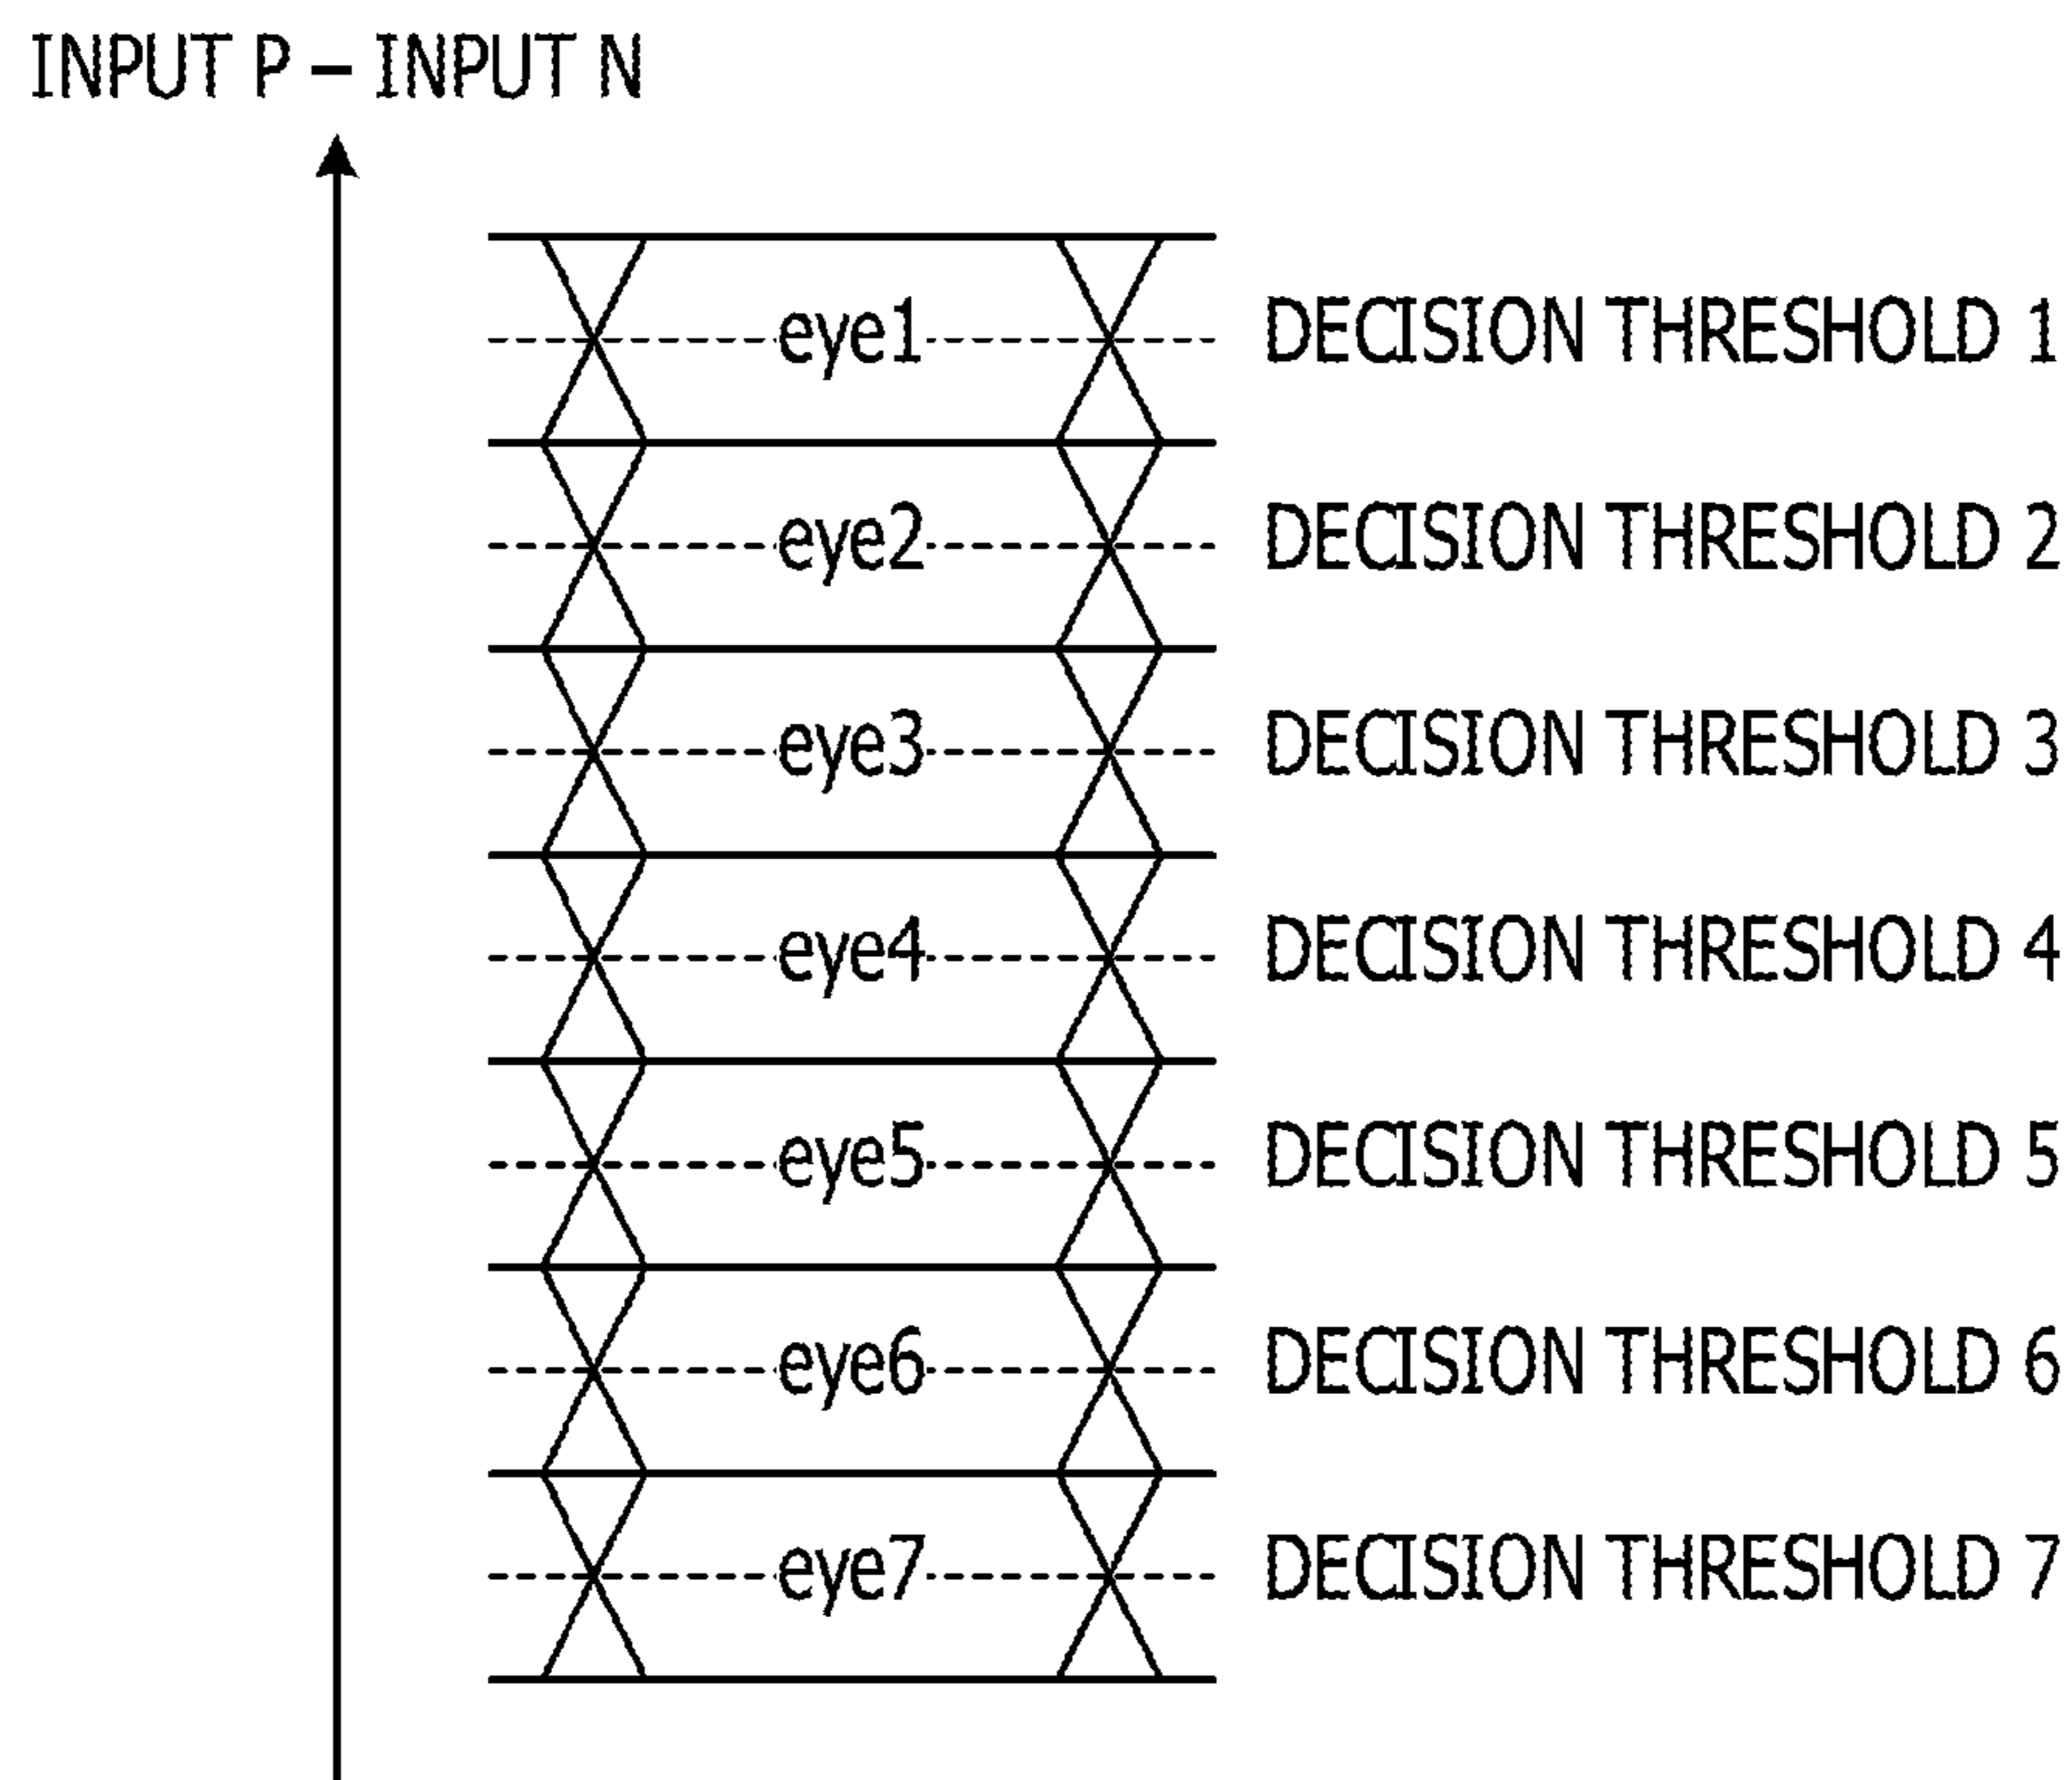 INPUT P – INPUT N
eye1 DECISION THRESHOLD 1
eye2 DECISION THRESHOLD 2
eye3 DECISION THRESHOLD 3
eye4 DECISION THRESHOLD 4
eye5 DECISION THRESHOLD 5
eye6 DECISION THRESHOLD 6
eye7 DECISION THRESHOLD 7